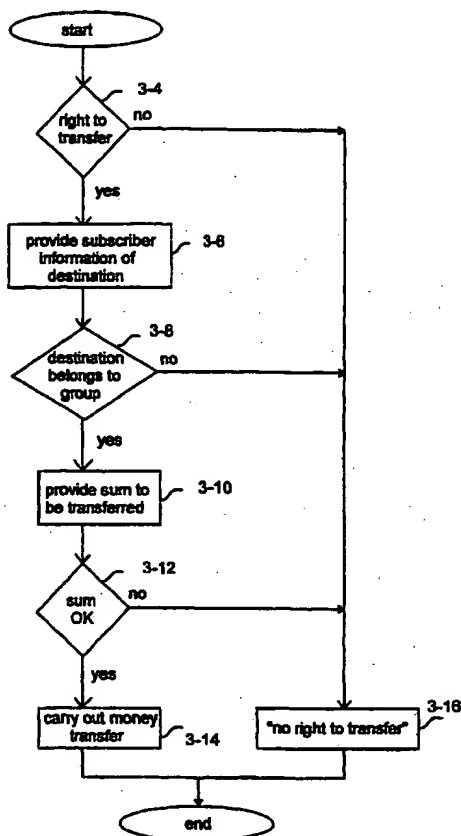 start
3-4
right to
transfer
no
yes
provide subscriber
information of
destination
3-6
3-8
destination
belongs to
group
no
yes
provide sum to
be transferred
3-10
3-12
sum
OK
no
yes
carry out money
transfer
3-14
3-16
"no right to transfer"
end